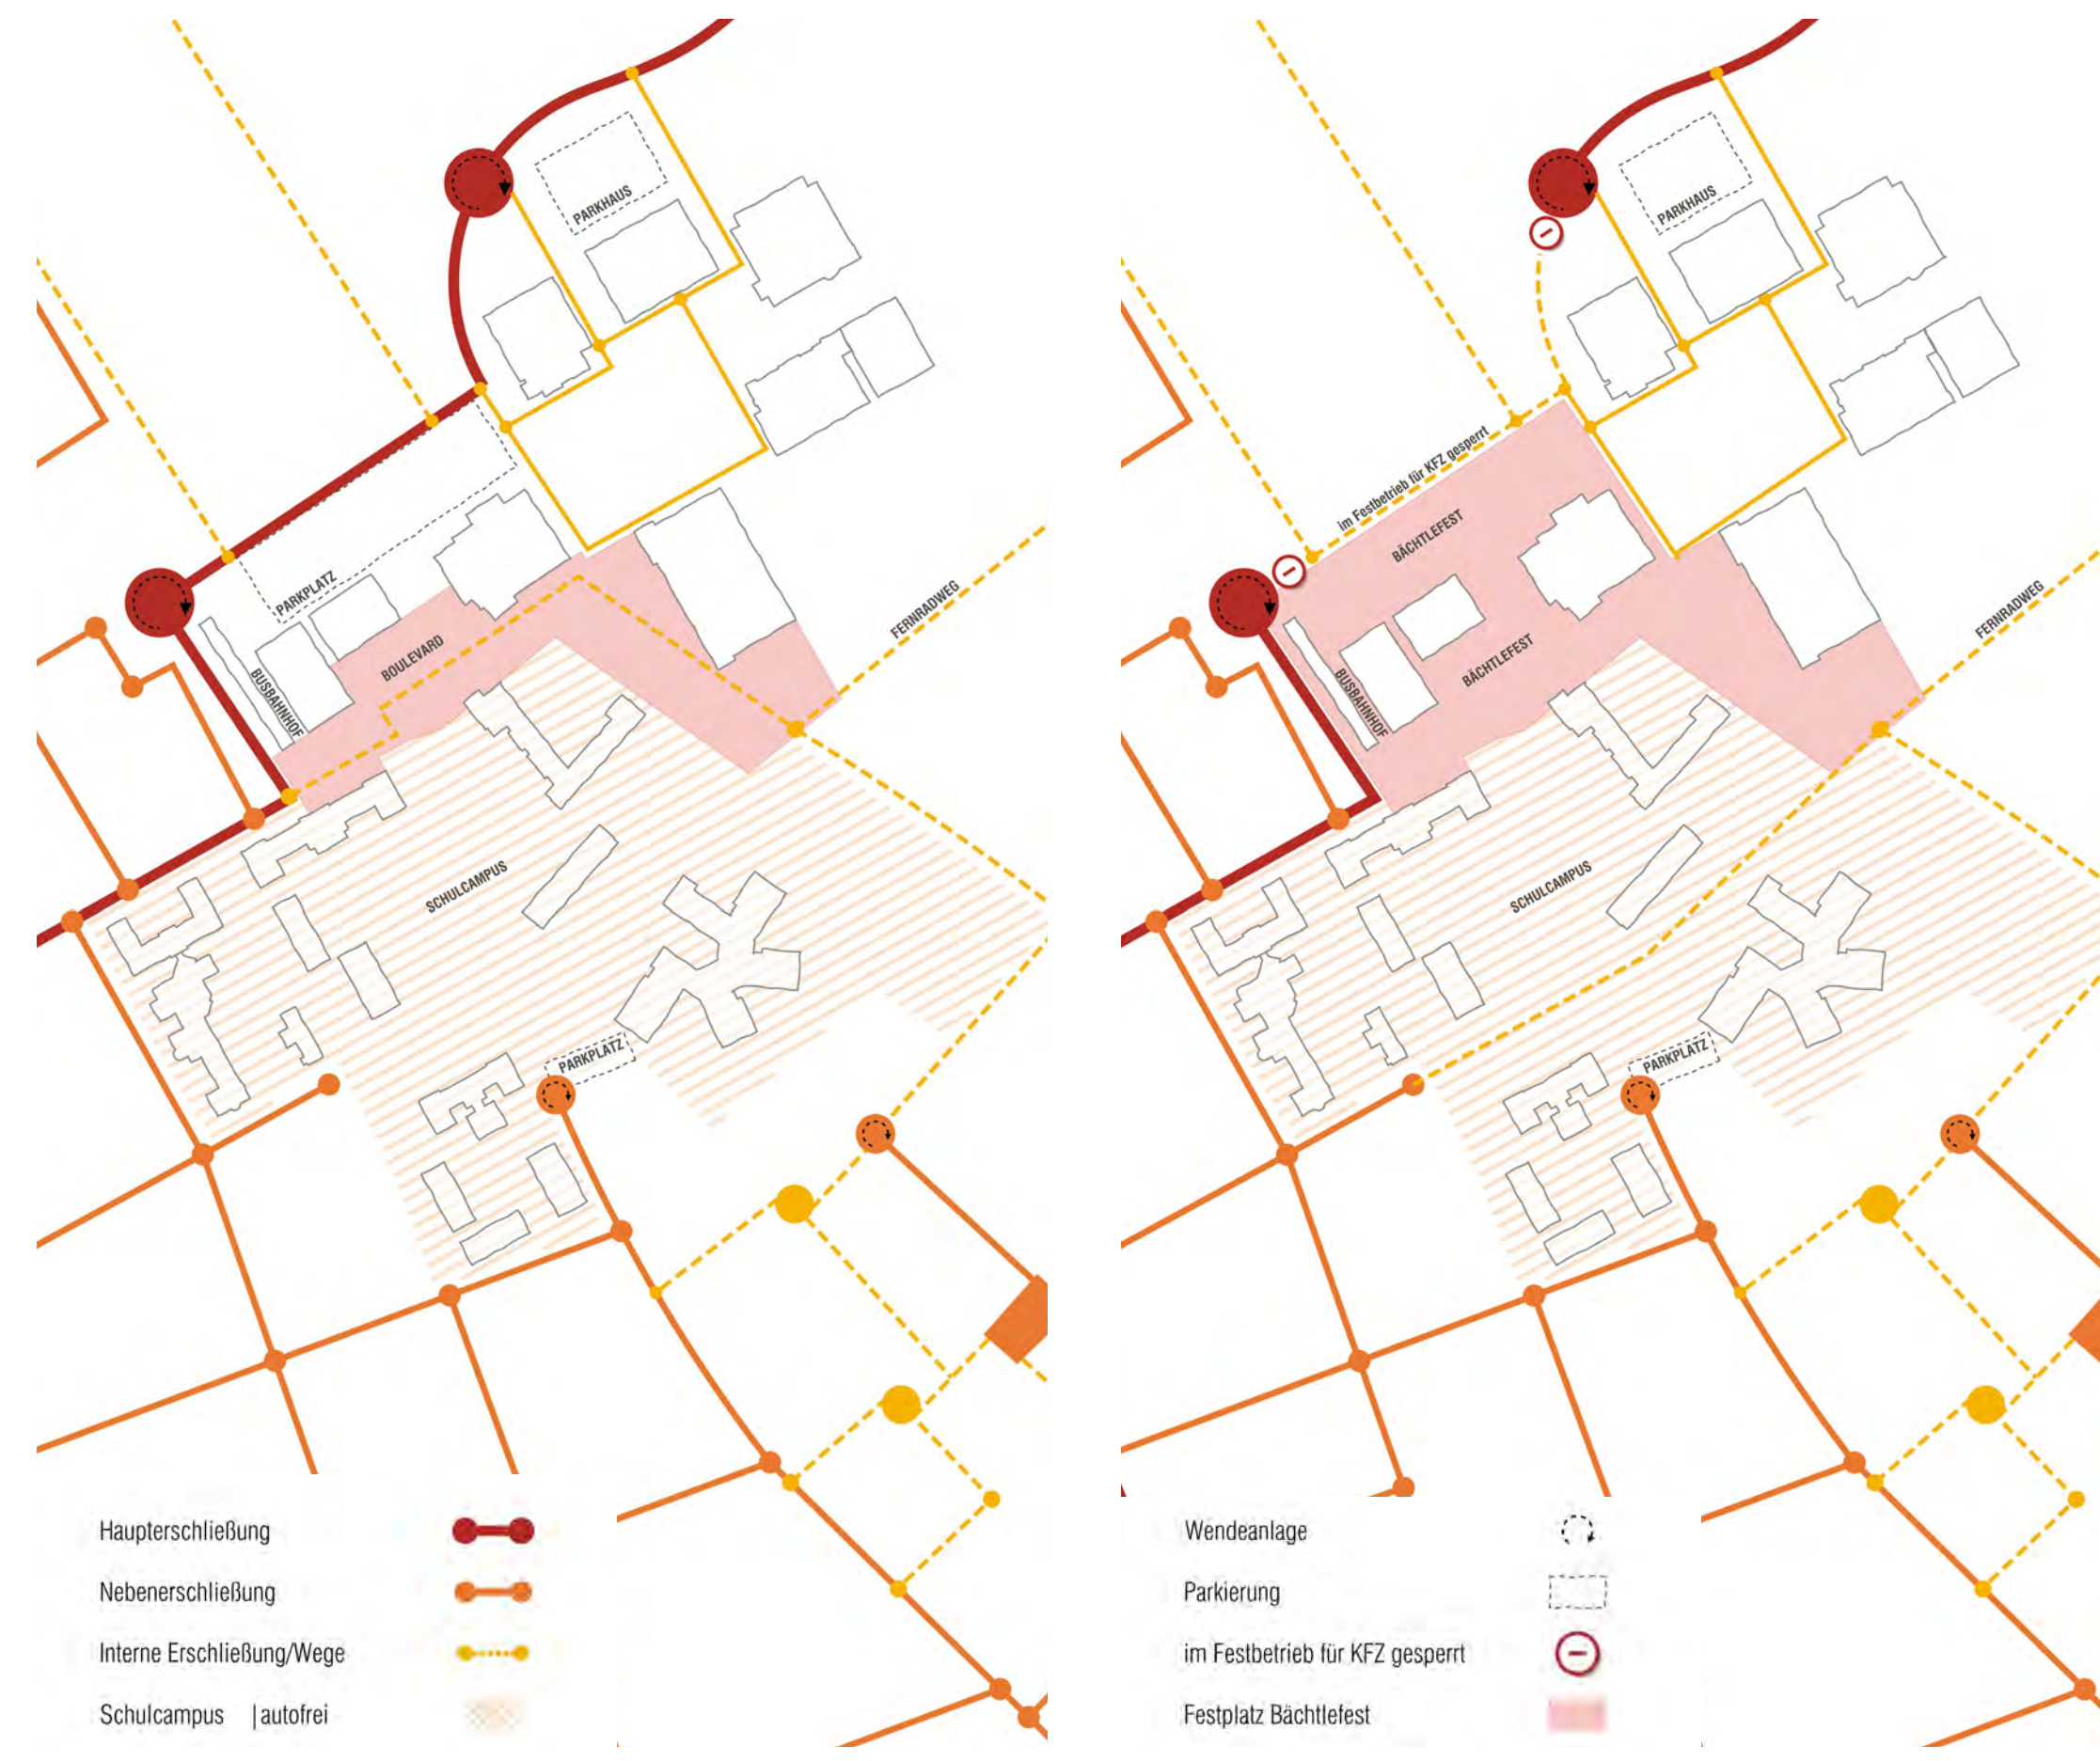 PARKHAUS
PARKPLATZ
BOULEVARD
BUSBAHNHOF
FERNRADWEG
SCHULCAMPUS
PARKPLATZ
Haupterschließung
Nebenerschließung
Interne Erschließung/Wege
Schulcampus | autofrei
PARKHAUS
im Festbetrieb für KFZ gesperrt
BÄCHTLEFEST
BÄCHTLEFEST
BUSBAHNHOF
FERNRADWEG
SCHULCAMPUS
PARKPLATZ
Wendeanlage
Parkierung
im Festbetrieb für KFZ gesperrt
Festplatz Bächtlefest